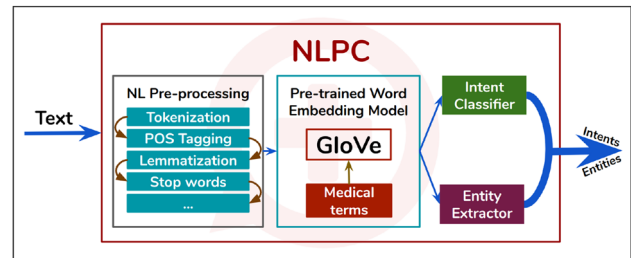 NLPC
Text
NL Pre-processing
Tokenization
POS Tagging
Lemmatization
Stop words
...
Pre-trained Word
Embedding Model
GloVe
Medical
terms
Intent
Classifier
Entity
Extractor
Intents
Entities